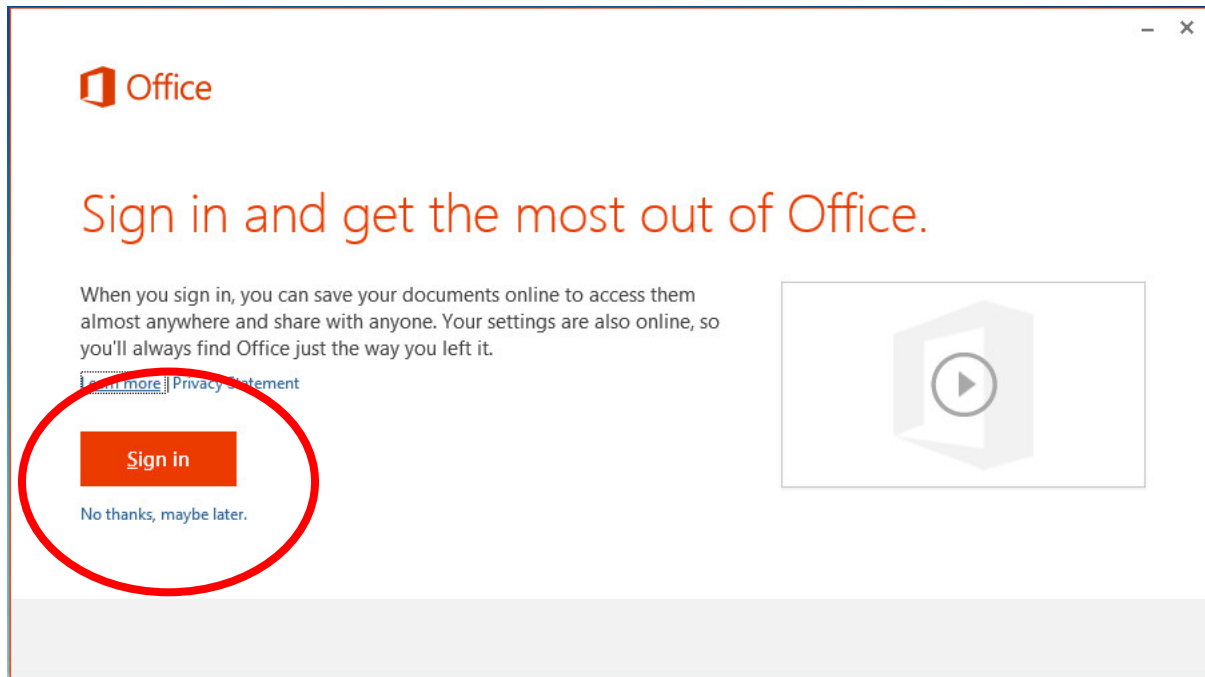 Office
Sign in and get the most out of Office.
When you sign in, you can save your documents online to access them
almost anywhere and share with anyone. Your settings are also online, so
you'll always find Office just the way you left it.
Learn more | Privacy Statement
Sign in
No thanks, maybe later.